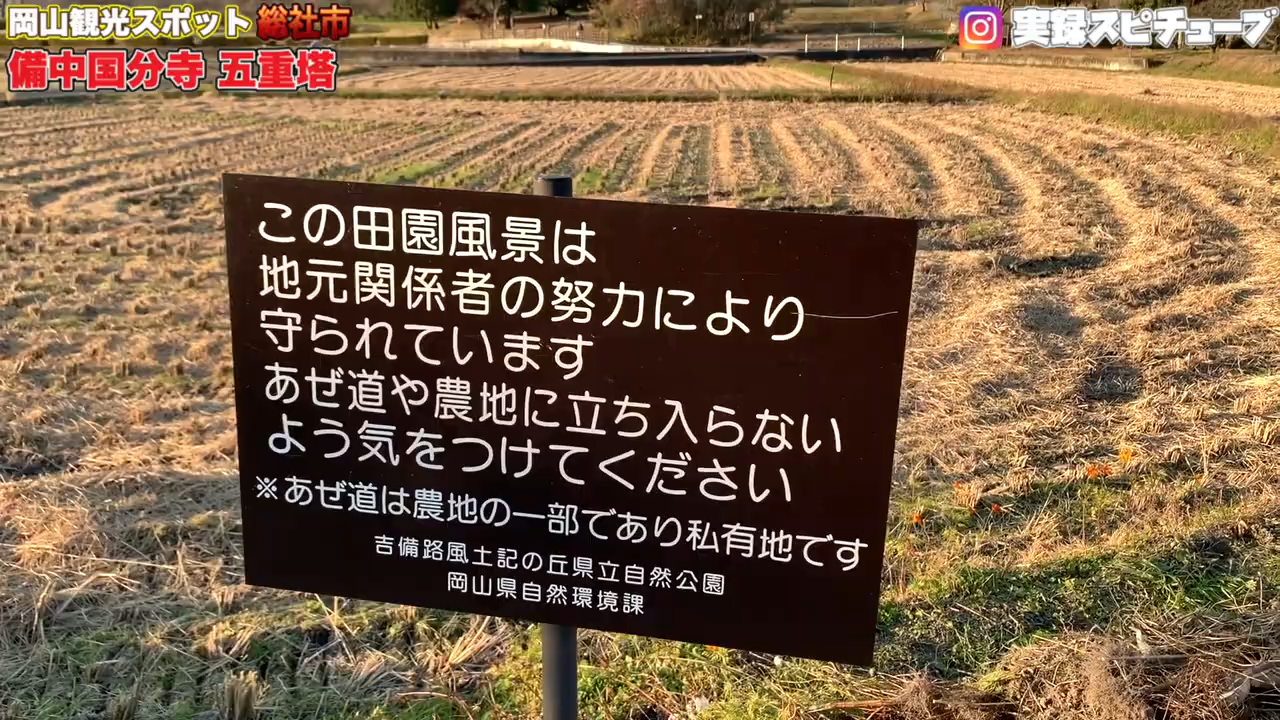 岡山観光スポット 総社市
備中国分寺 五重塔
実録スピチューブ
この田園風景は
地元関係者の努力により
守られています
あぜ道や農地に立ち入らない
よう気をつけてください
※あぜ道は農地の一部であり私有地です
吉備路風土記の丘県立自然公園
岡山県自然環境課